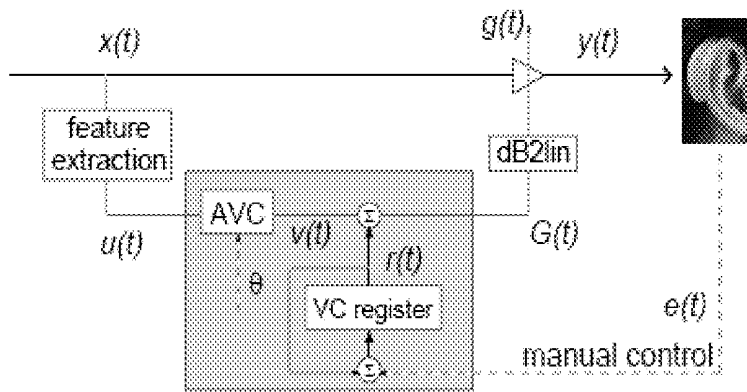 x(t)
g(t)
y(t)
feature
extraction
dB2lin
AVC
v(t)
Σ
u(t)
G(t)
θ
r(t)
VC register
e(t)
Σ
manual control